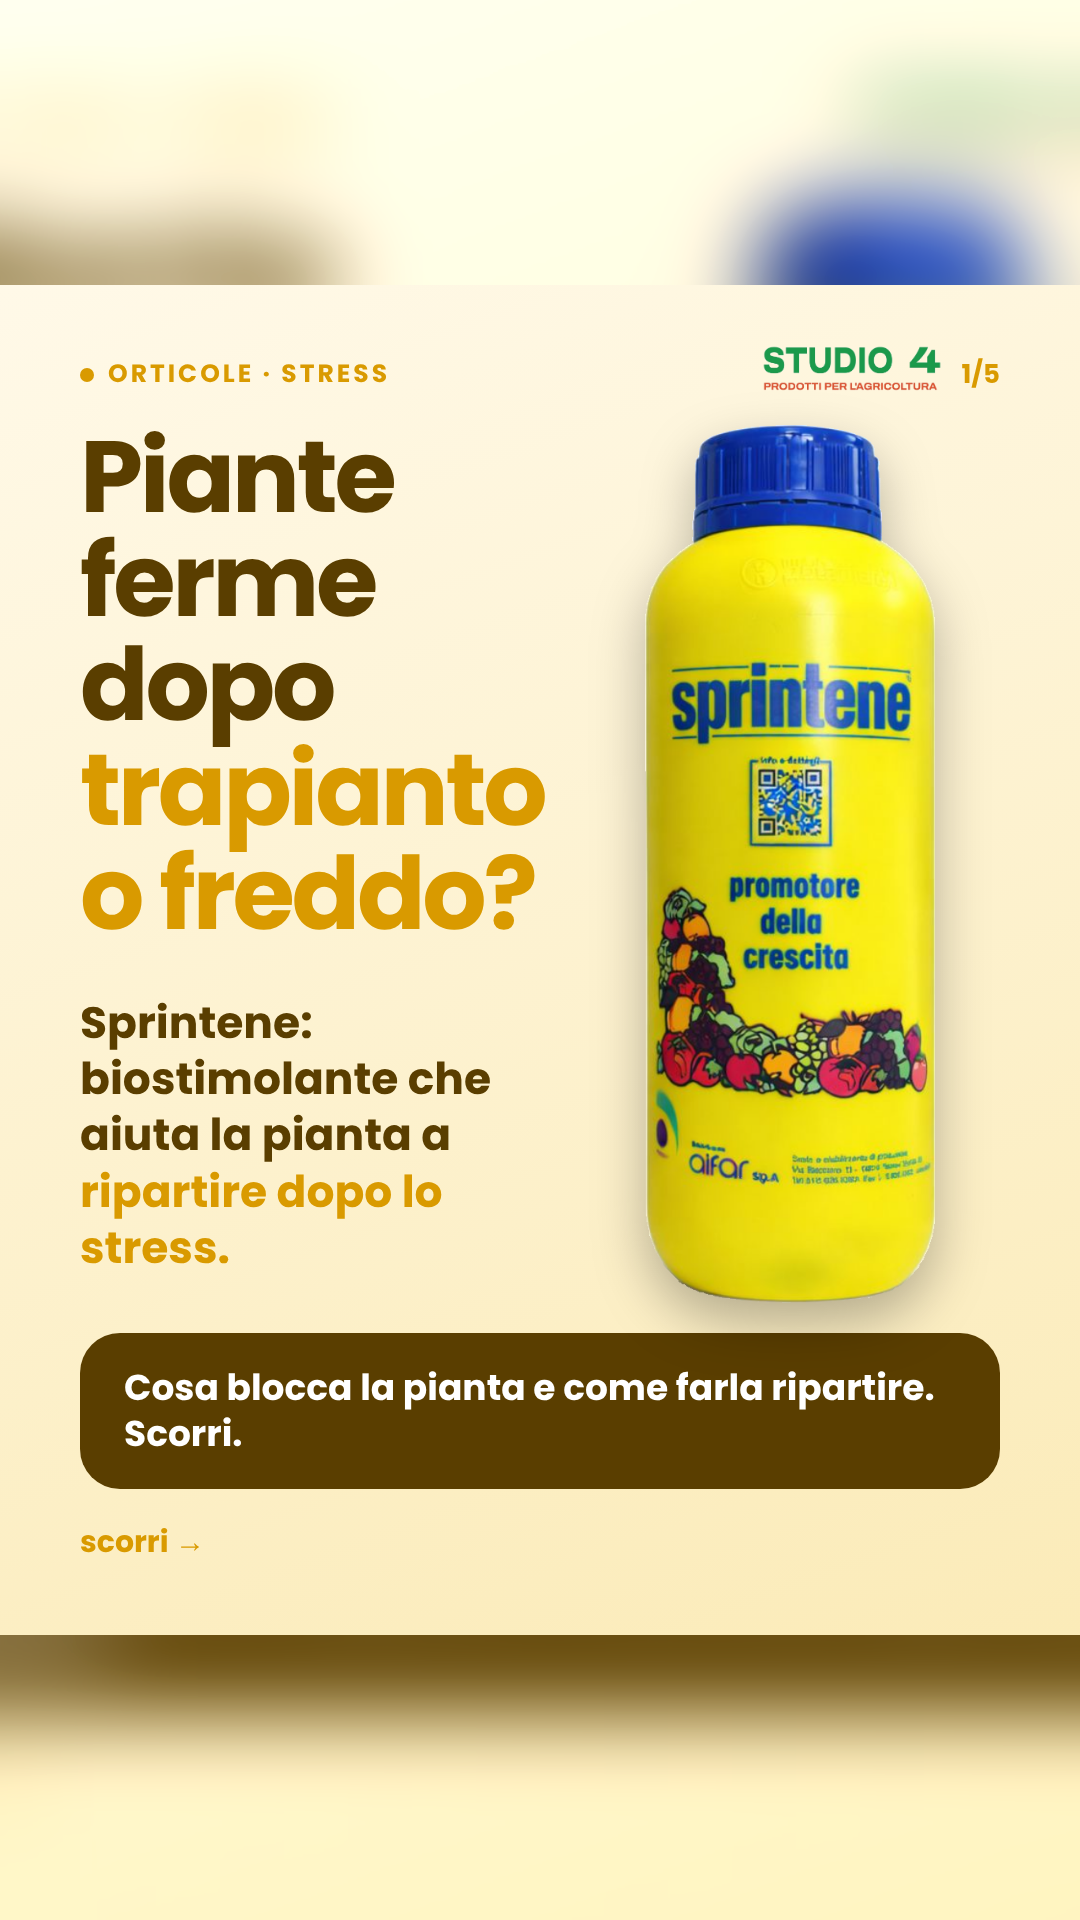 ORTICOLE · STRESS
STUDIO 4
PRODOTTI PER L'AGRICOLTURA
1/5
Piante
ferme
dopo
trapianto
o freddo?
sprintene
info e dettagli
promotore
della
crescita
aifar S.p.A
Sprintene:
biostimolante che
aiuta la pianta a
ripartire dopo lo
stress.
Cosa blocca la pianta e come farla ripartire.
Scorri.
scorri →